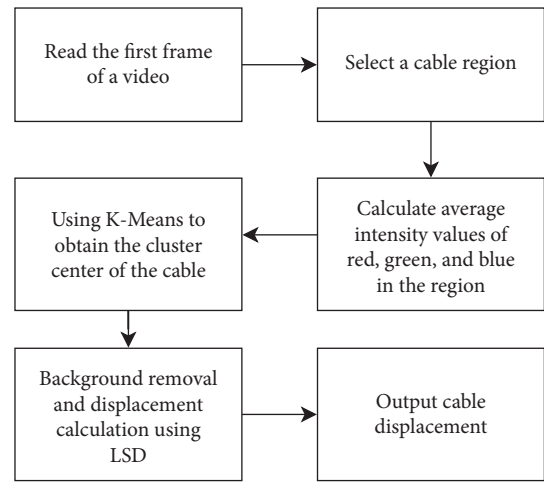 Read the first frame
of a video
Select a cable region
Calculate average
intensity values of
red, green, and blue
in the region
Using K-Means to
obtain the cluster
center of the cable
Background removal
and displacement
calculation using
LSD
Output cable
displacement